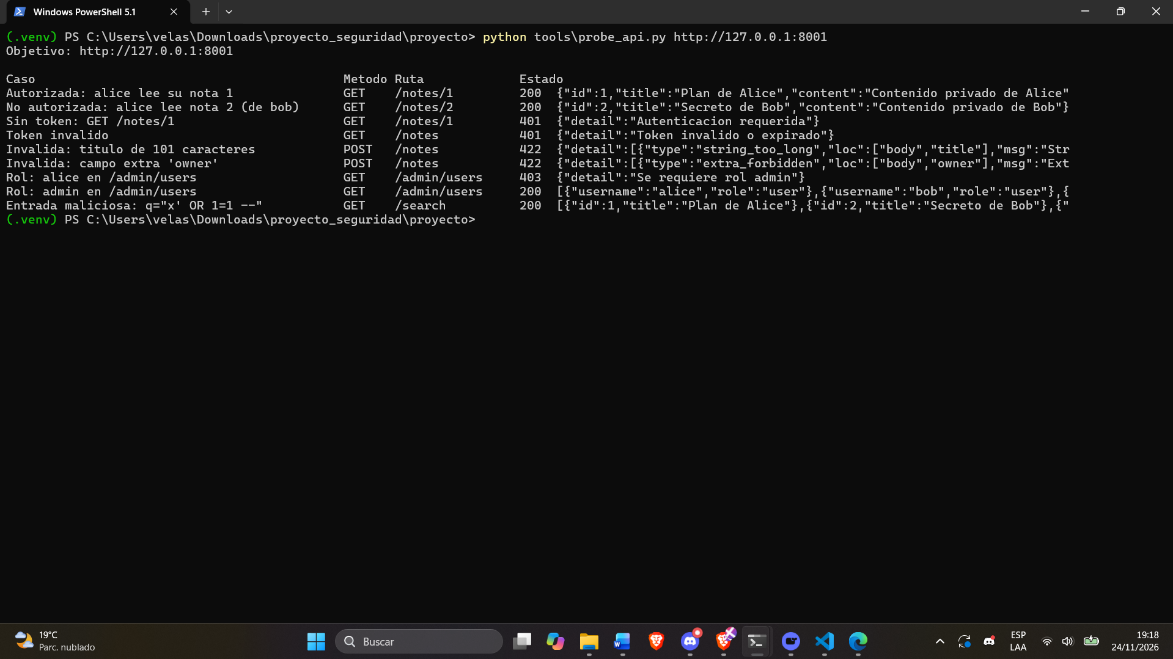 Windows PowerShell 5.1
(.venv) PS C:\Users\velas\Downloads\proyecto_seguridad\proyecto> python tools\probe_api.py http://127.0.0.1:8001
Objetivo: http://127.0.0.1:8001
Caso Metodo Ruta Estado
Autorizada: alice lee su nota 1 GET /notes/1 200 {"id":1,"title":"Plan de Alice","content":"Contenido privado de Alice"
No autorizada: alice lee nota 2 (de bob) GET /notes/2 200 {"id":2,"title":"Secreto de Bob","content":"Contenido privado de Bob"}
Sin token: GET /notes/1 GET /notes/1 401 {"detail":"Autenticacion requerida"}
Token invalido GET /notes 401 {"detail":"Token invalido o expirado"}
Invalida: titulo de 101 caracteres POST /notes 422 {"detail":[{"type":"string_too_long","loc":["body","title"],"msg":"Str
Invalida: campo extra 'owner' POST /notes 422 {"detail":[{"type":"extra_forbidden","loc":["body","owner"],"msg":"Ext
Rol: alice en /admin/users GET /admin/users 403 {"detail":"Se requiere rol admin"}
Rol: admin en /admin/users GET /admin/users 200 [{"username":"alice","role":"user"},{"username":"bob","role":"user"},{
Entrada maliciosa: q="x' OR 1=1 --" GET /search 200 [{"id":1,"title":"Plan de Alice"},{"id":2,"title":"Secreto de Bob"},{"
(.venv) PS C:\Users\velas\Downloads\proyecto_seguridad\proyecto>
19°C
Parc. nublado
Buscar
ESP
LAA
19:18
24/11/2026